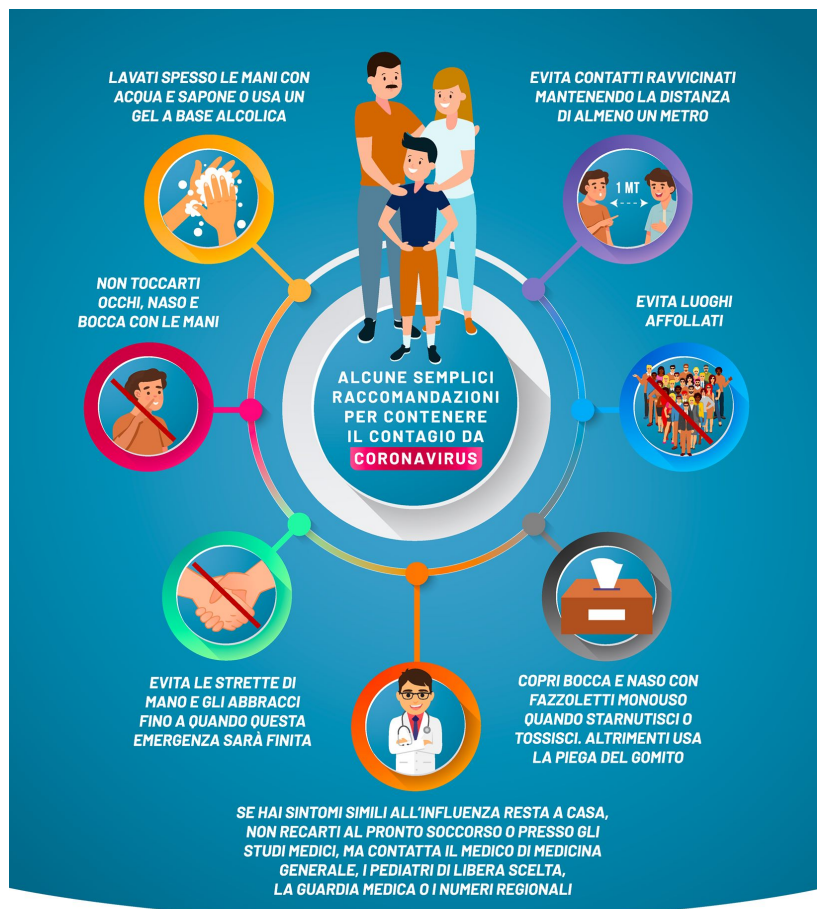 LAVATI SPESSO LE MANI CON
ACQUA E SAPONE O USA UN
GEL A BASE ALCOLICA
EVITA CONTATTI RAVVICINATI
MANTENENDO LA DISTANZA
DI ALMENO UN METRO
1 MT
NON TOCCARTI
OCCHI, NASO E
BOCCA CON LE MANI
EVITA LUOGHI
AFFOLLATI
ALCUNE SEMPLICI
RACCOMANDAZIONI
PER CONTENERE
IL CONTAGIO DA
CORONAVIRUS
EVITA LE STRETTE DI
MANO E GLI ABBRACCI
FINO A QUANDO QUESTA
EMERGENZA SARÀ FINITA
COPRI BOCCA E NASO CON
FAZZOLETTI MONOUSO
QUANDO STARNUTISCI O
TOSSISCI. ALTRIMENTI USA
LA PIEGA DEL GOMITO
SE HAI SINTOMI SIMILI ALL'INFLUENZA RESTA A CASA,
NON RECARTI AL PRONTO SOCCORSO O PRESSO GLI
STUDI MEDICI, MA CONTATTA IL MEDICO DI MEDICINA
GENERALE, I PEDIATRI DI LIBERA SCELTA,
LA GUARDIA MEDICA O I NUMERI REGIONALI